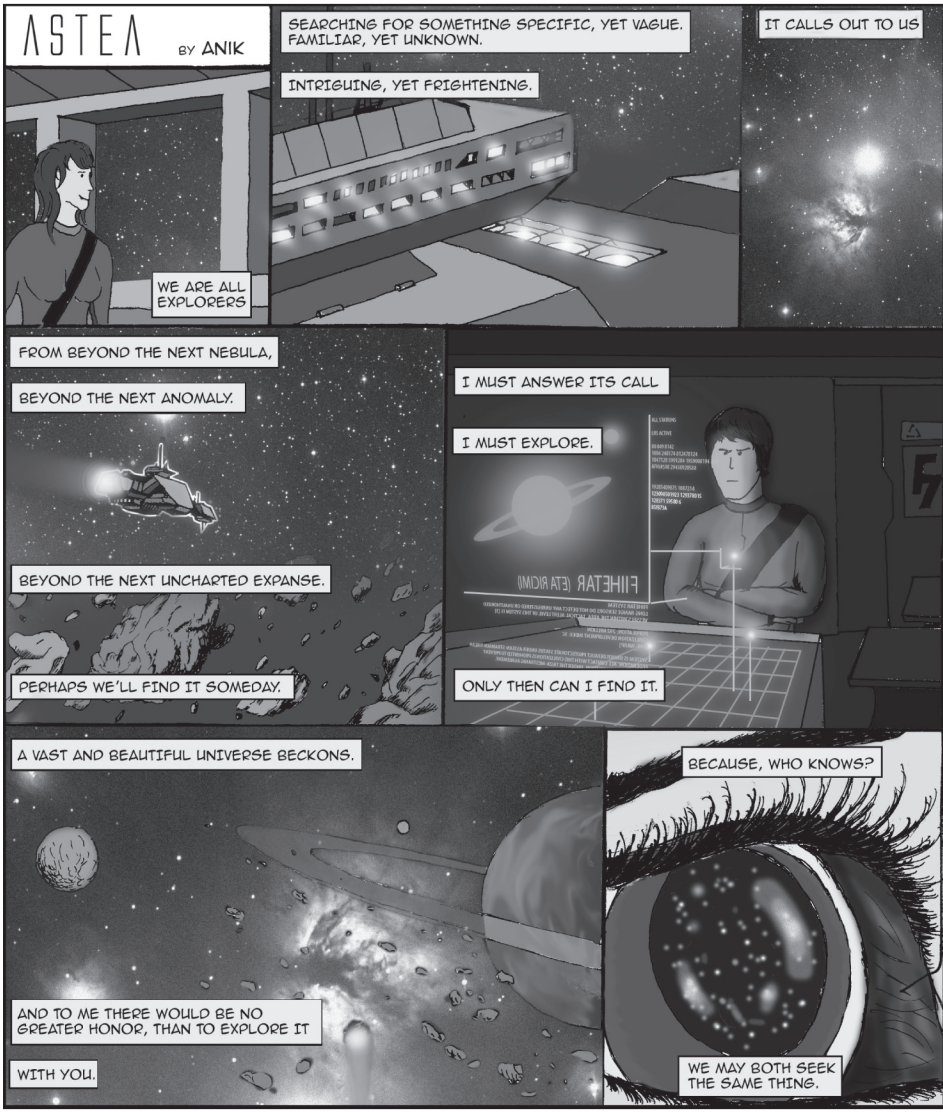 ASTEA BY ANIK
WE ARE ALL
EXPLORERS
SEARCHING FOR SOMETHING SPECIFIC, YET VAGUE.
FAMILIAR, YET UNKNOWN.
INTRIGUING, YET FRIGHTENING.
IT CALLS OUT TO US
FROM BEYOND THE NEXT NEBULA,
BEYOND THE NEXT ANOMALY.
BEYOND THE NEXT UNCHARTED EXPANSE.
PERHAPS WE'LL FIND IT SOMEDAY.
I MUST ANSWER ITS CALL
I MUST EXPLORE.
ALL STATIONS
FIIHETAR (ETA RICIMI)
ONLY THEN CAN I FIND IT.
A VAST AND BEAUTIFUL UNIVERSE BECKONS.
AND TO ME THERE WOULD BE NO
GREATER HONOR, THAN TO EXPLORE IT
WITH YOU.
BECAUSE, WHO KNOWS?
WE MAY BOTH SEEK
THE SAME THING.